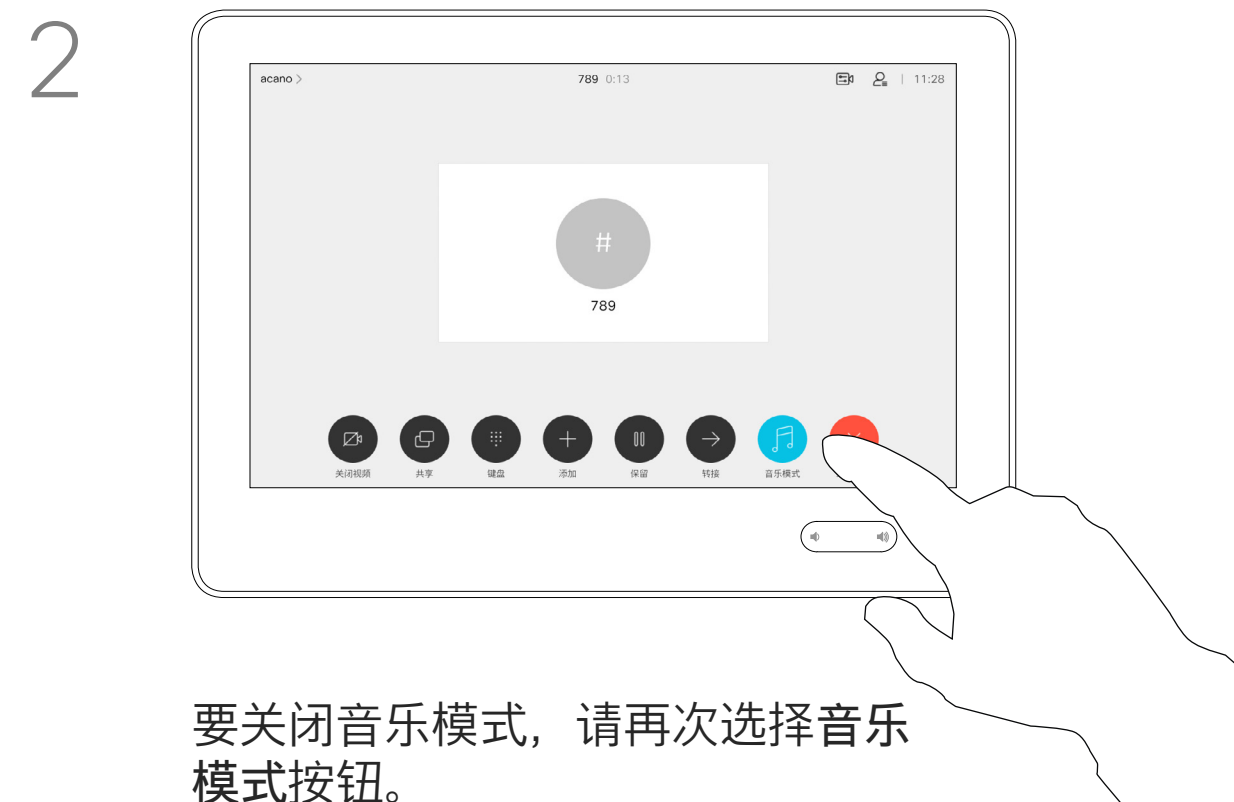 2
acano >
789 0:13
11:28
#
789
关闭视频
共享
键盘
添加
保留
转接
音乐模式
要关闭音乐模式，请再次选择音乐
模式按钮。